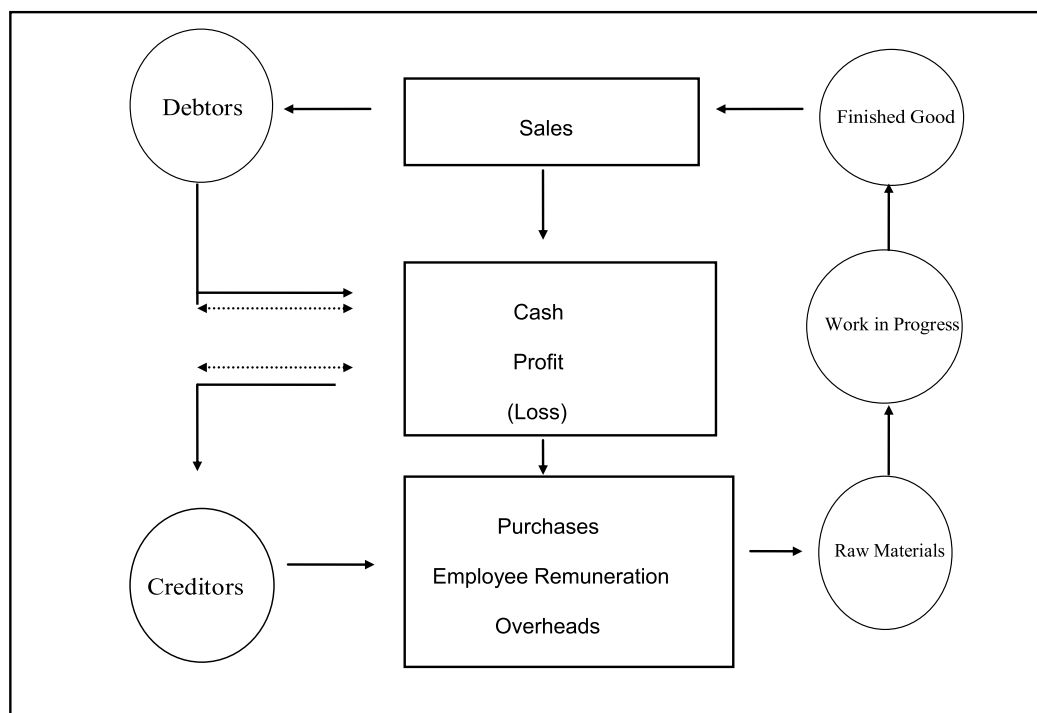 Debtors
Sales
Finished Good
Cash
Profit
(Loss)
Work in Progress
Purchases
Employee Remuneration
Overheads
Raw Materials
Creditors